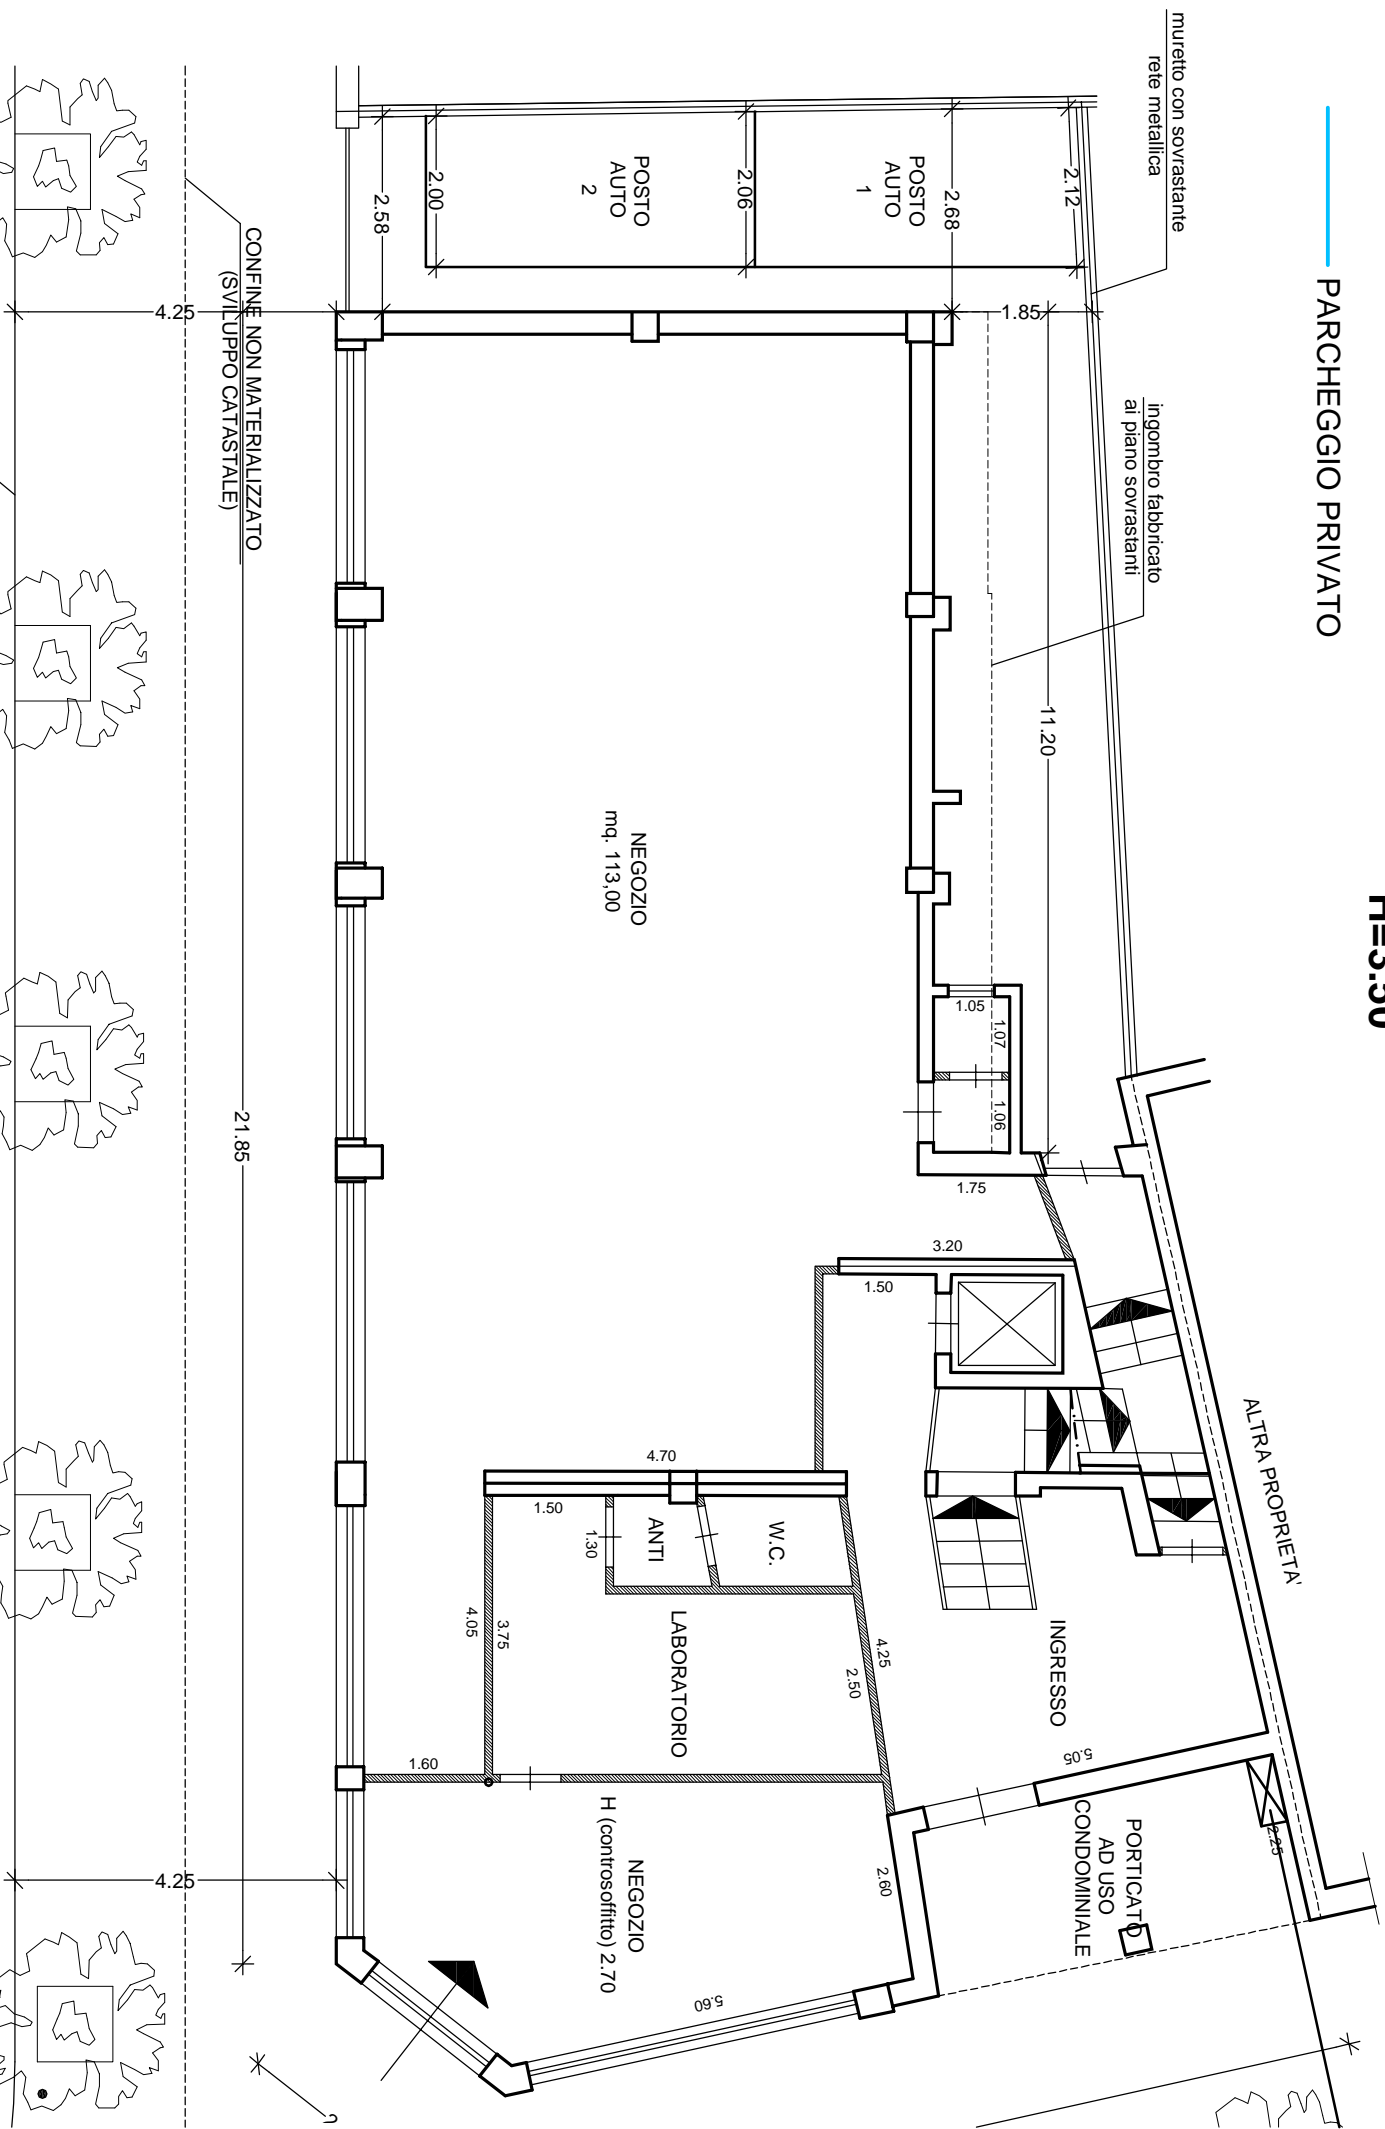 H=3.50
PARCHEGGIO PRIVATO
muretto con sovrastante
rete metallica
ingombro fabbricato
ai piano sovrastanti
POSTO
AUTO
1
POSTO
AUTO
2
2.12
2.68
2.06
2.00
2.58
4.25
1.85
11.20
CONFINE NON MATERIALIZZATO
(SVILUPPO CATASTALE)
21.85
NEGOZIO
mq. 113,00
1.05
1.07
1.06
1.75
3.20
1.50
4.70
1.50
1.30
ANTI
W.C.
ALTRA PROPRIETA'
INGRESSO
LABORATORIO
4.05
3.75
4.25
2.50
1.60
5.05
PORTICATO
AD USO
CONDOMINIALE
2.25
2.60
NEGOZIO
H (controsoffitto) 2.70
5.60
4.25